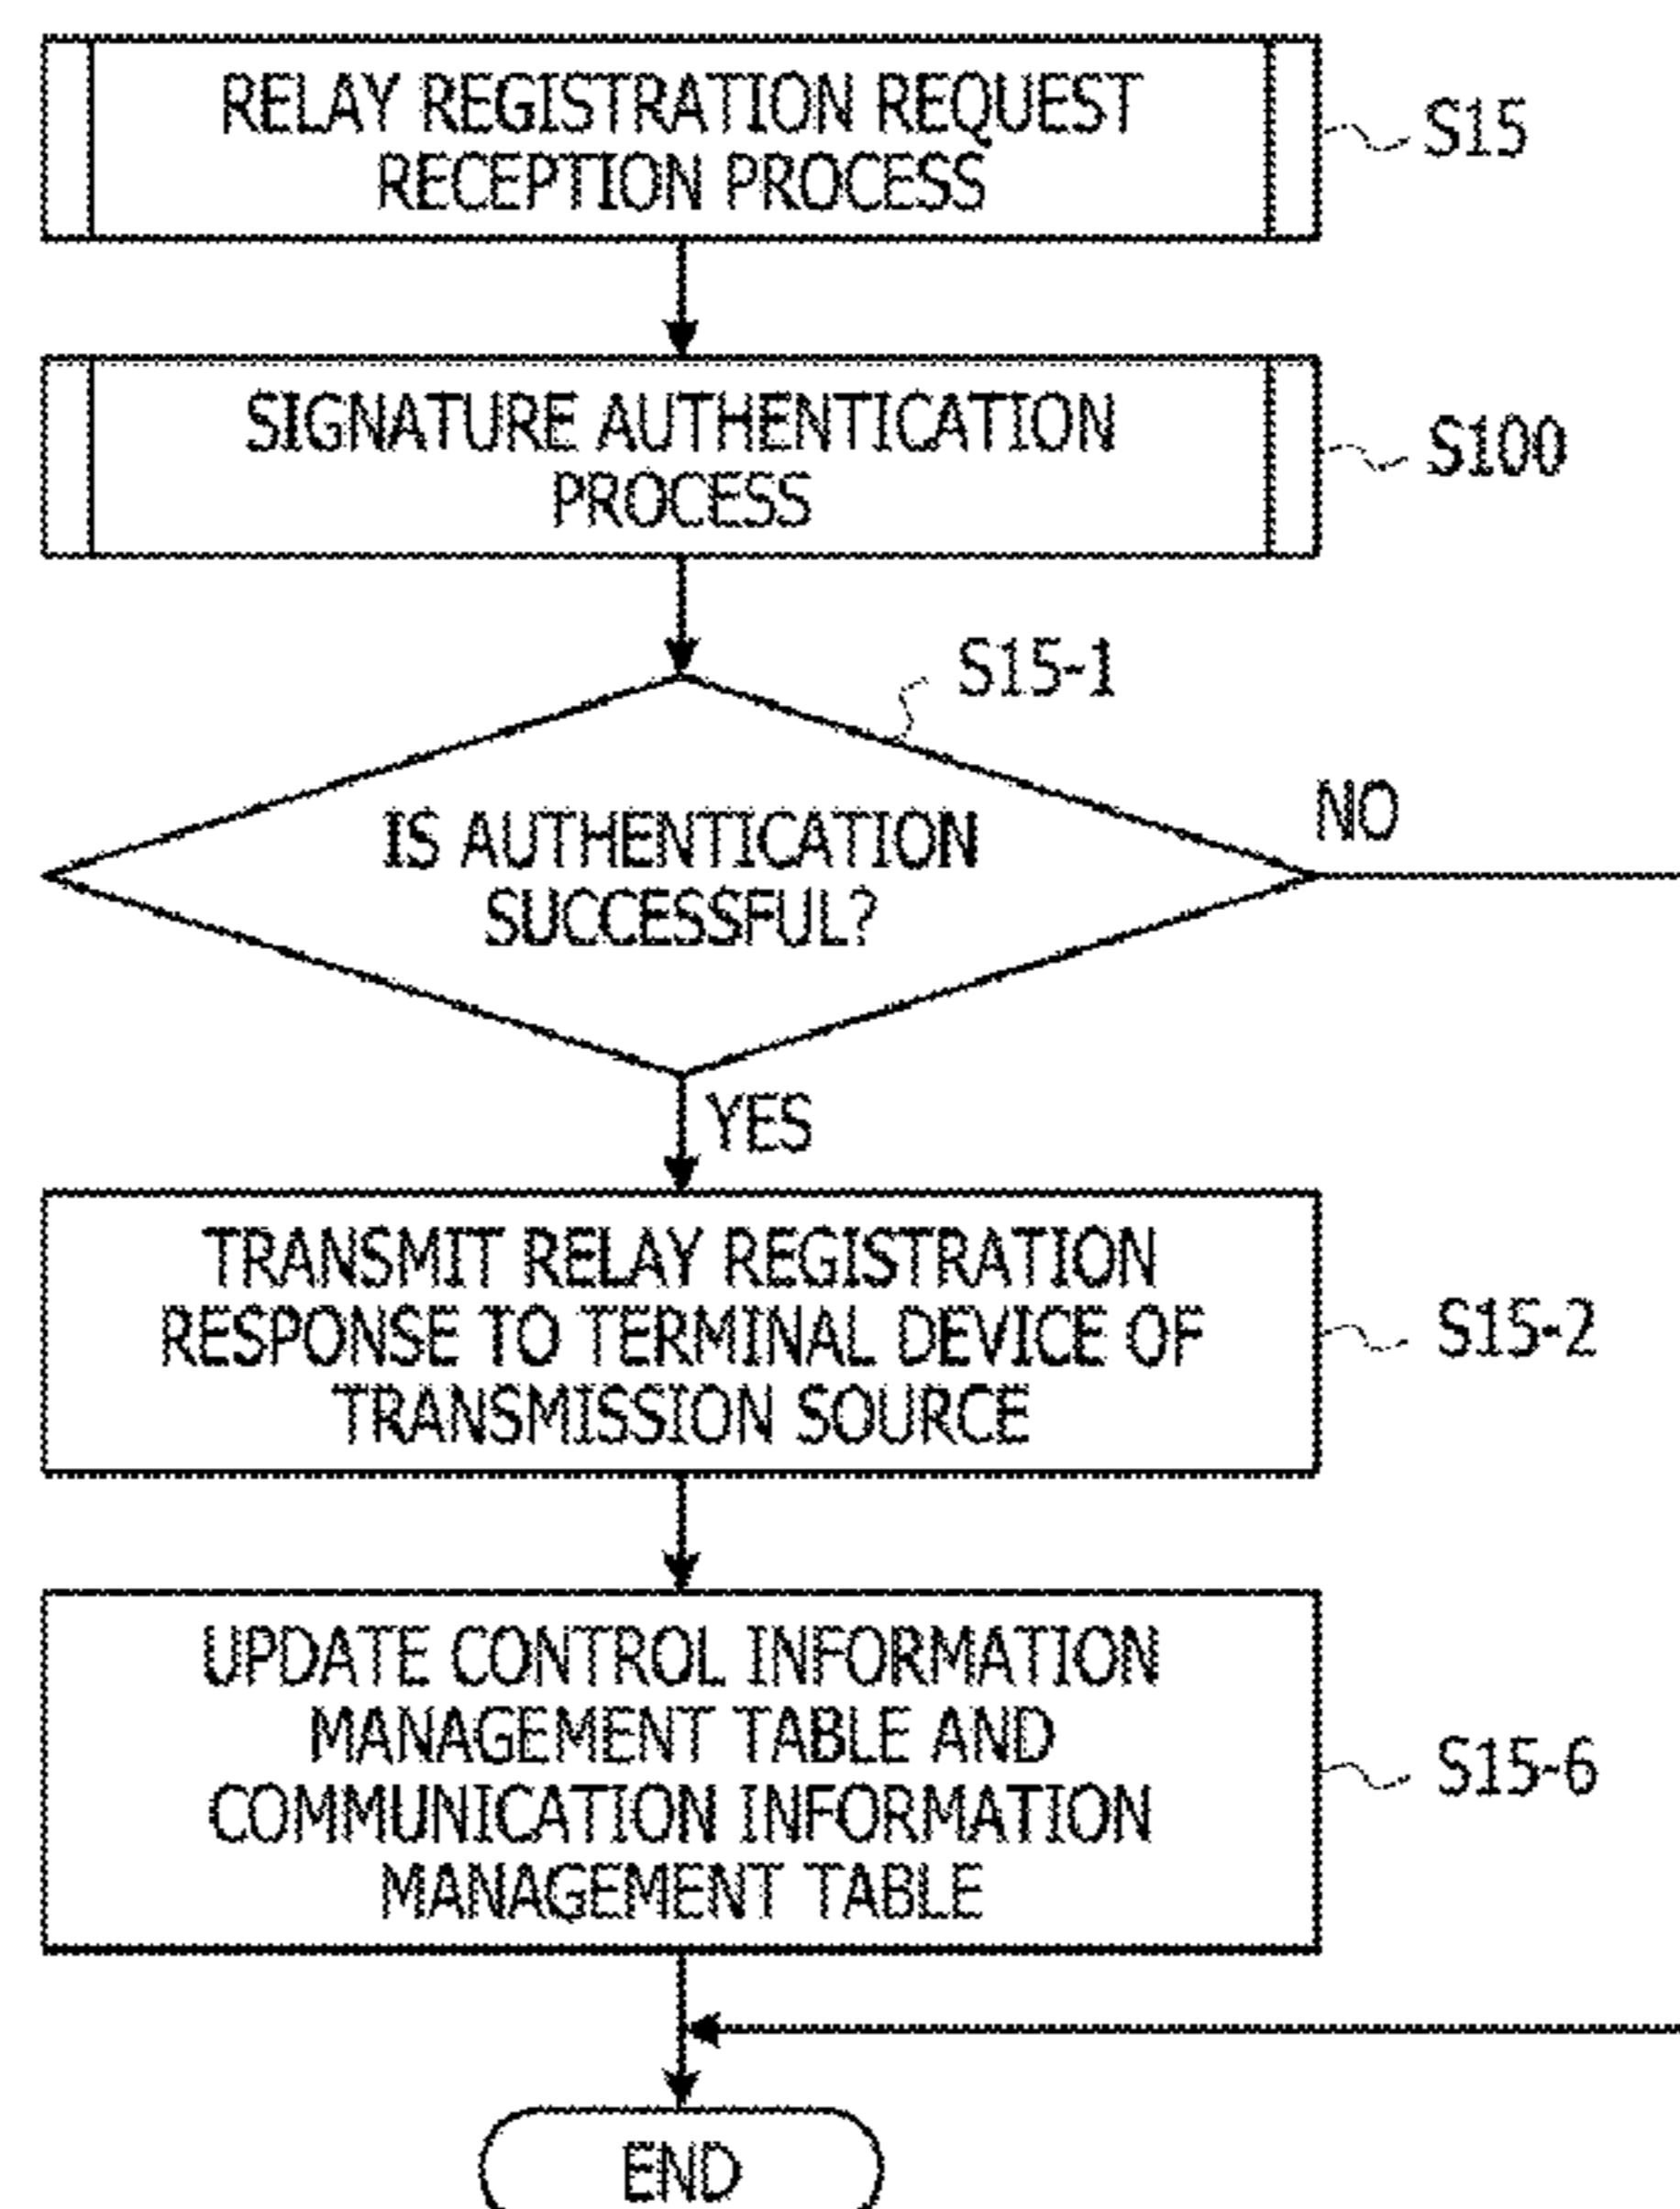 RELAY REGISTRATION REQUEST
RECEPTION PROCESS
S15
SIGNATURE AUTHENTICATION
PROCESS
S100
S15-1
IS AUTHENTICATION
SUCCESSFUL?
NO
YES
TRANSMIT RELAY REGISTRATION
RESPONSE TO TERMINAL DEVICE OF
TRANSMISSION SOURCE
S15-2
UPDATE CONTROL INFORMATION
MANAGEMENT TABLE AND
COMMUNICATION INFORMATION
MANAGEMENT TABLE
S15-6
END